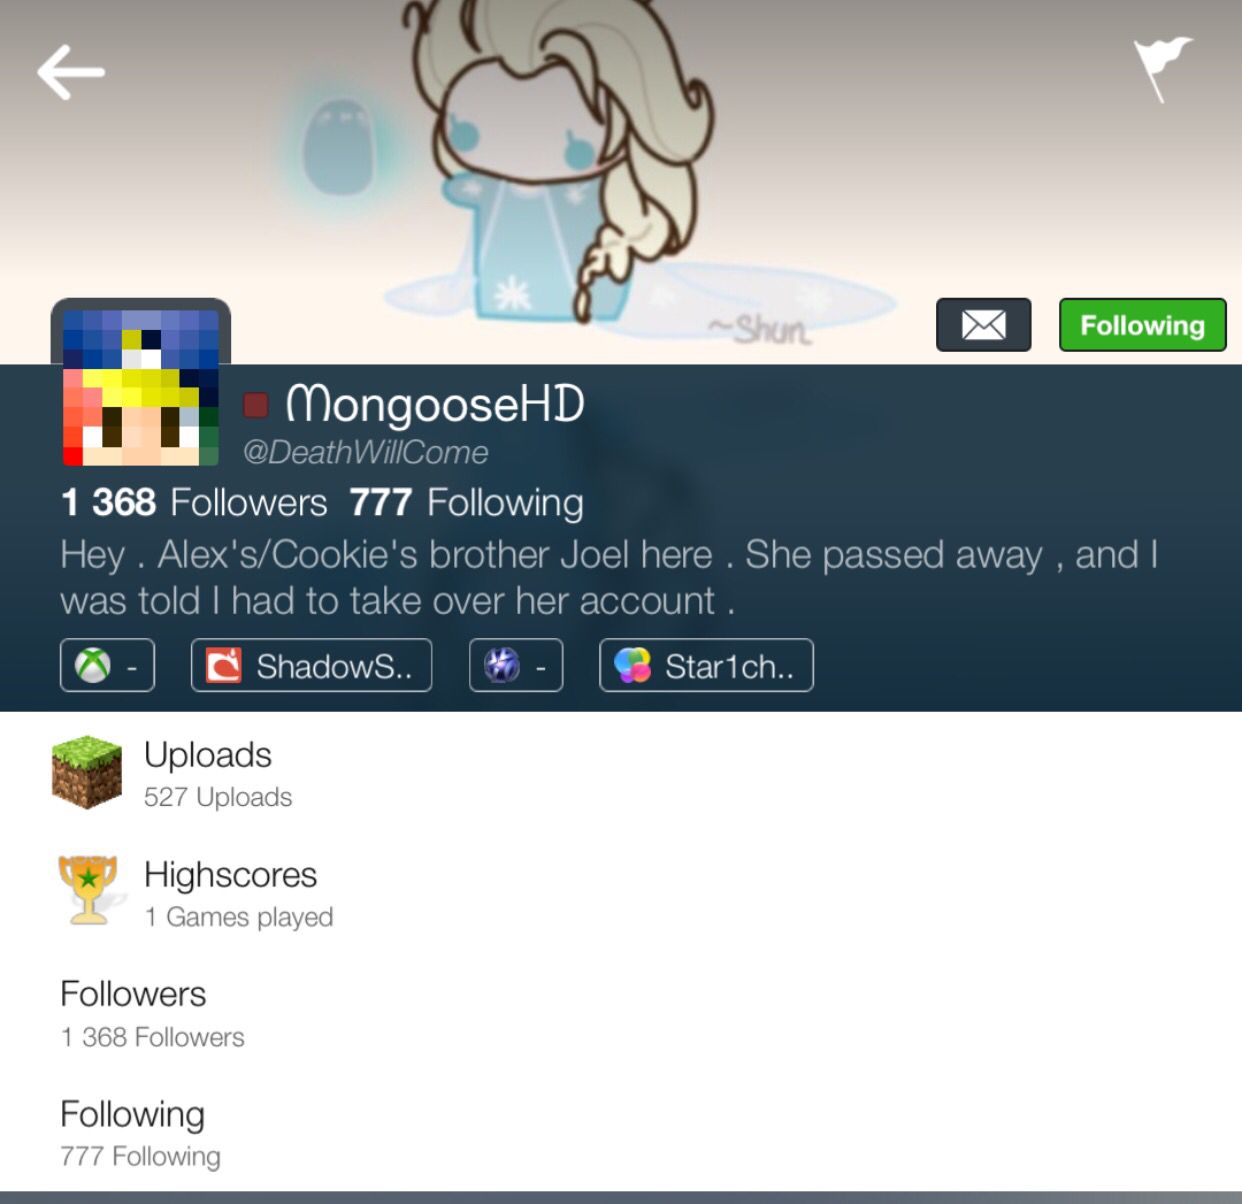 ~Shun
Following
MongooseHD
@DeathWillCome
1 368 Followers 777 Following
Hey . Alex's/Cookie's brother Joel here . She passed away , and I
was told I had to take over her account .
- ShadowS.. - Star1ch..
Uploads
527 Uploads
Highscores
1 Games played
Followers
1 368 Followers
Following
777 Following